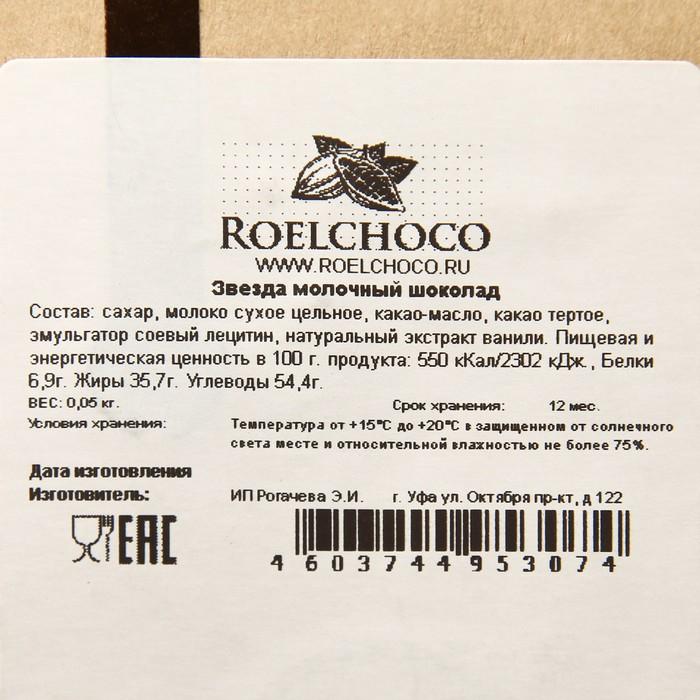 ROELCHOCO
WWW.ROELCHOCO.RU
Звезда молочный шоколад
Состав: сахар, молоко сухое цельное, какао-масло, какао тертое,
эмульгатор соевый лецитин, натуральный экстракт ванили. Пищевая и
энергетическая ценность в 100 г. продукта: 550 кКал/2302 кДж., Белки
6,9г. Жиры 35,7г. Углеводы 54,4г.
ВЕС: 0,05 кг. Срок хранения: 12 мес.
Условия хранения: Температура от +15°C до +20°C в защищенном от солнечного
света месте и относительной влажностью не более 75%.
Дата изготовления
Изготовитель: ИП Рогачева Э.И. г. Уфа ул. Октября пр-кт, д 122
EAC
4603744953074